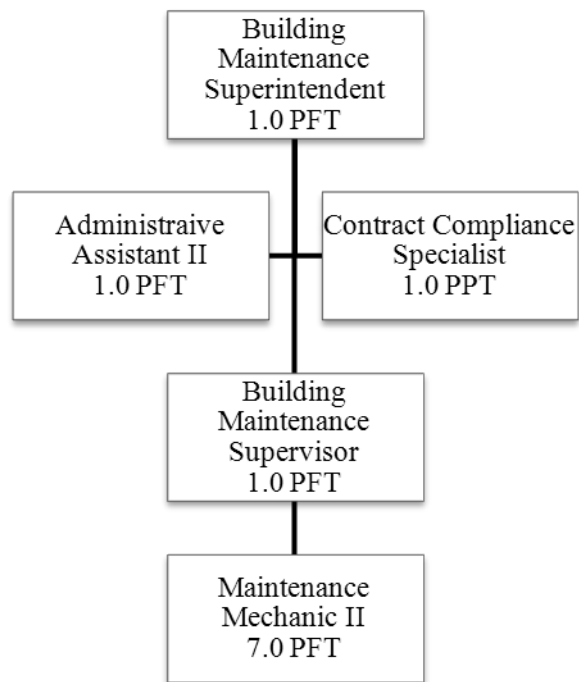 Building
Maintenance
Superintendent
1.0 PFT
Administraive
Assistant II
1.0 PFT
Contract Compliance
Specialist
1.0 PPT
Building
Maintenance
Supervisor
1.0 PFT
Maintenance
Mechanic II
7.0 PFT